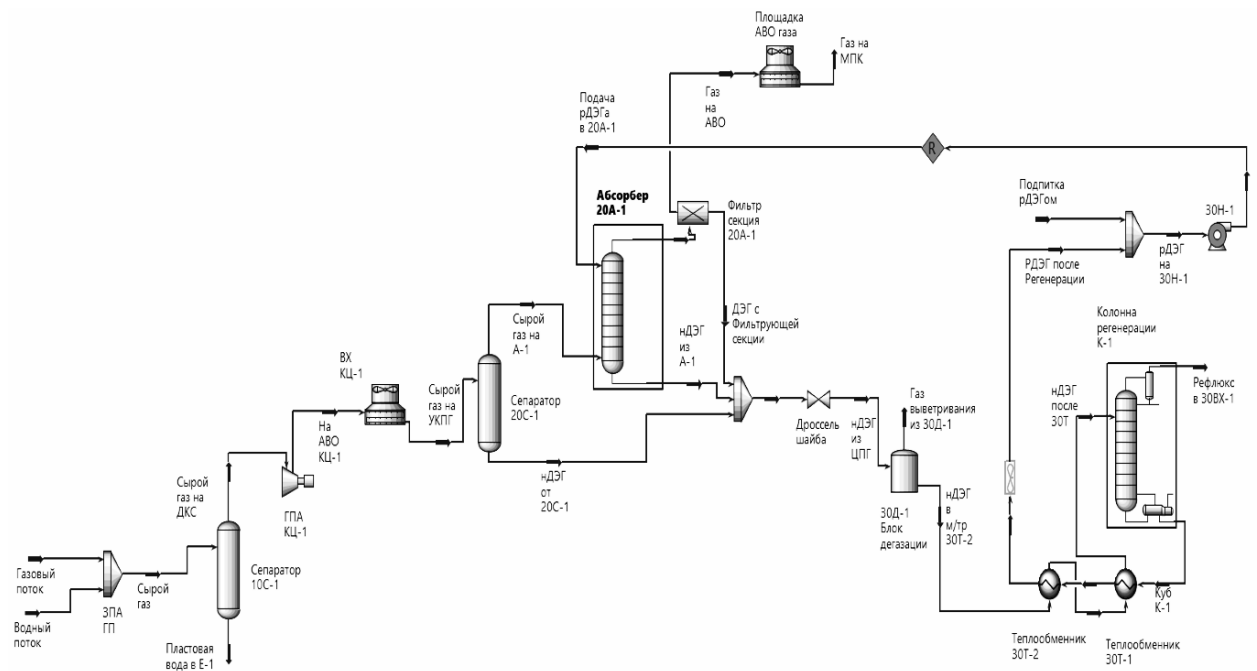 Площадка
АВО газа
Газ на
МПК
Газ
на
АВО
Подача
рДЭГа
в 20А-1
R
Абсорбер
20А-1
Фильтр
секция
20А-1
Подпитка
рДЭГом
30Н-1
РДЭГ после
Регенерации
рДЭГ
на
30Н-1
Сырой
газ на
А-1
нДЭГ
из
А-1
ДЭГ с
Фильтрующей
секции
Колонна
регенерации
К-1
ВХ
КЦ-1
Сырой
газ на
УКПГ
Сепаратор
20С-1
Рефлюкс
в 30ВХ-1
нДЭГ
после
30Т
Газ
выветривания
из 30Д-1
Дроссель
шайба
нДЭГ
из
ЦПГ
На
АВО
КЦ-1
нДЭГ
от
20С-1
Сырой
газ на
ДКС
ГПА
КЦ-1
30Д-1
Блок
дегазации
нДЭГ
в
м/тр
30Т-2
Газовый
поток
Сырой
газ
Сепаратор
10С-1
Куб
К-1
Водный
поток
ЗПА
ГП
Пластовая
вода в Е-1
Теплообменник
30Т-2
Теплообменник
30Т-1